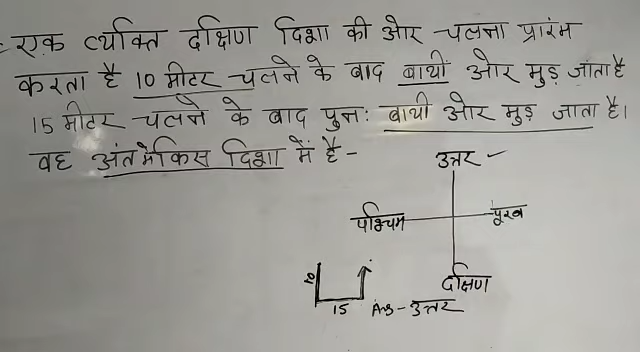 एक व्यक्ति दक्षिण दिशा की ओर चलना प्रारंभ
करता है 10 मीटर चलने के बाद बायी ओर मुड़ जाता है
15 मीटर चलने के बाद पुनः बायी ओर मुड़ जाता है।
वह अंत मे किस दिशा में है -
उत्तर
पश्चिम
पूरब
दक्षिण
10
15
Ans - उत्तर